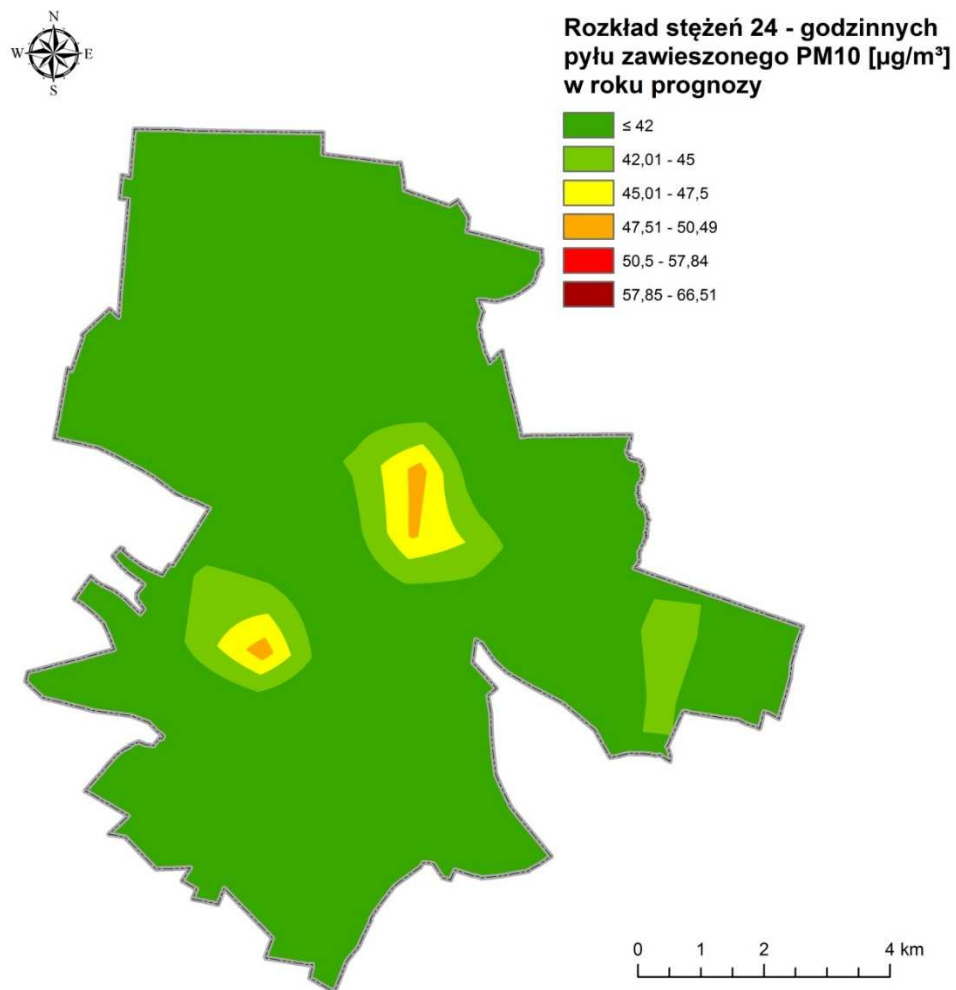 N
W E
S
Rozkład stężeń 24 - godzinnych
pyłu zawieszonego PM10 [µg/m³]
w roku prognozy
≤ 42
42,01 - 45
45,01 - 47,5
47,51 - 50,49
50,5 - 57,84
57,85 - 66,51
0 1 2 4 km